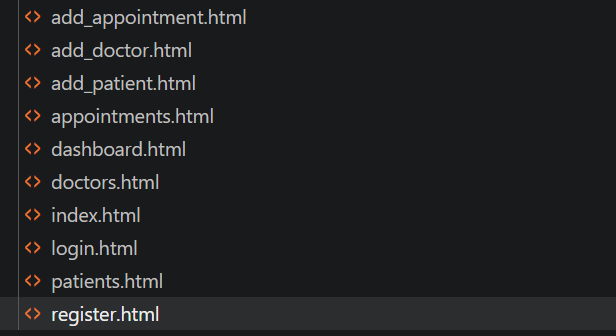 add_appointment.html
add_doctor.html
add_patient.html
appointments.html
dashboard.html
doctors.html
index.html
login.html
patients.html
register.html